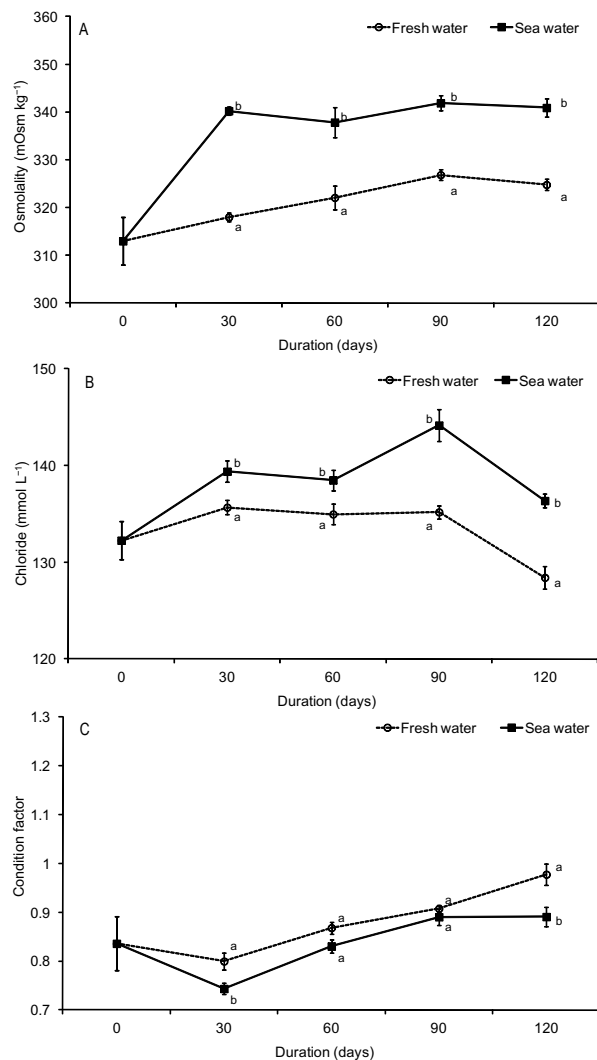 A
Fresh water
Sea water
360
350
340
330
320
310
300
Osmolality (mOsm kg⁻¹)
b
b
b
b
a
a
a
a
0
30
60
90
120
Duration (days)
B
Fresh water
Sea water
150
140
130
120
Chloride (mmol L⁻¹)
b
b
b
b
a
a
a
a
0
30
60
90
120
Duration (days)
C
Fresh water
Sea water
1.3
1.2
1.1
1
0.9
0.8
0.7
Condition factor
a
a
a
a
b
a
a
b
0
30
60
90
120
Duration (days)